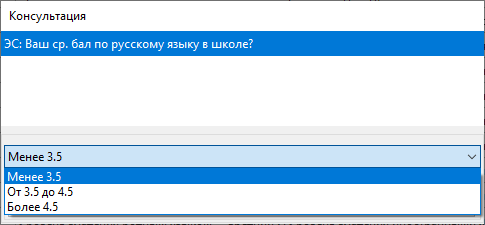 Консультация
ЭС: Ваш ср. бал по русскому языку в школе?
Менее 3.5
Менее 3.5
От 3.5 до 4.5
Более 4.5